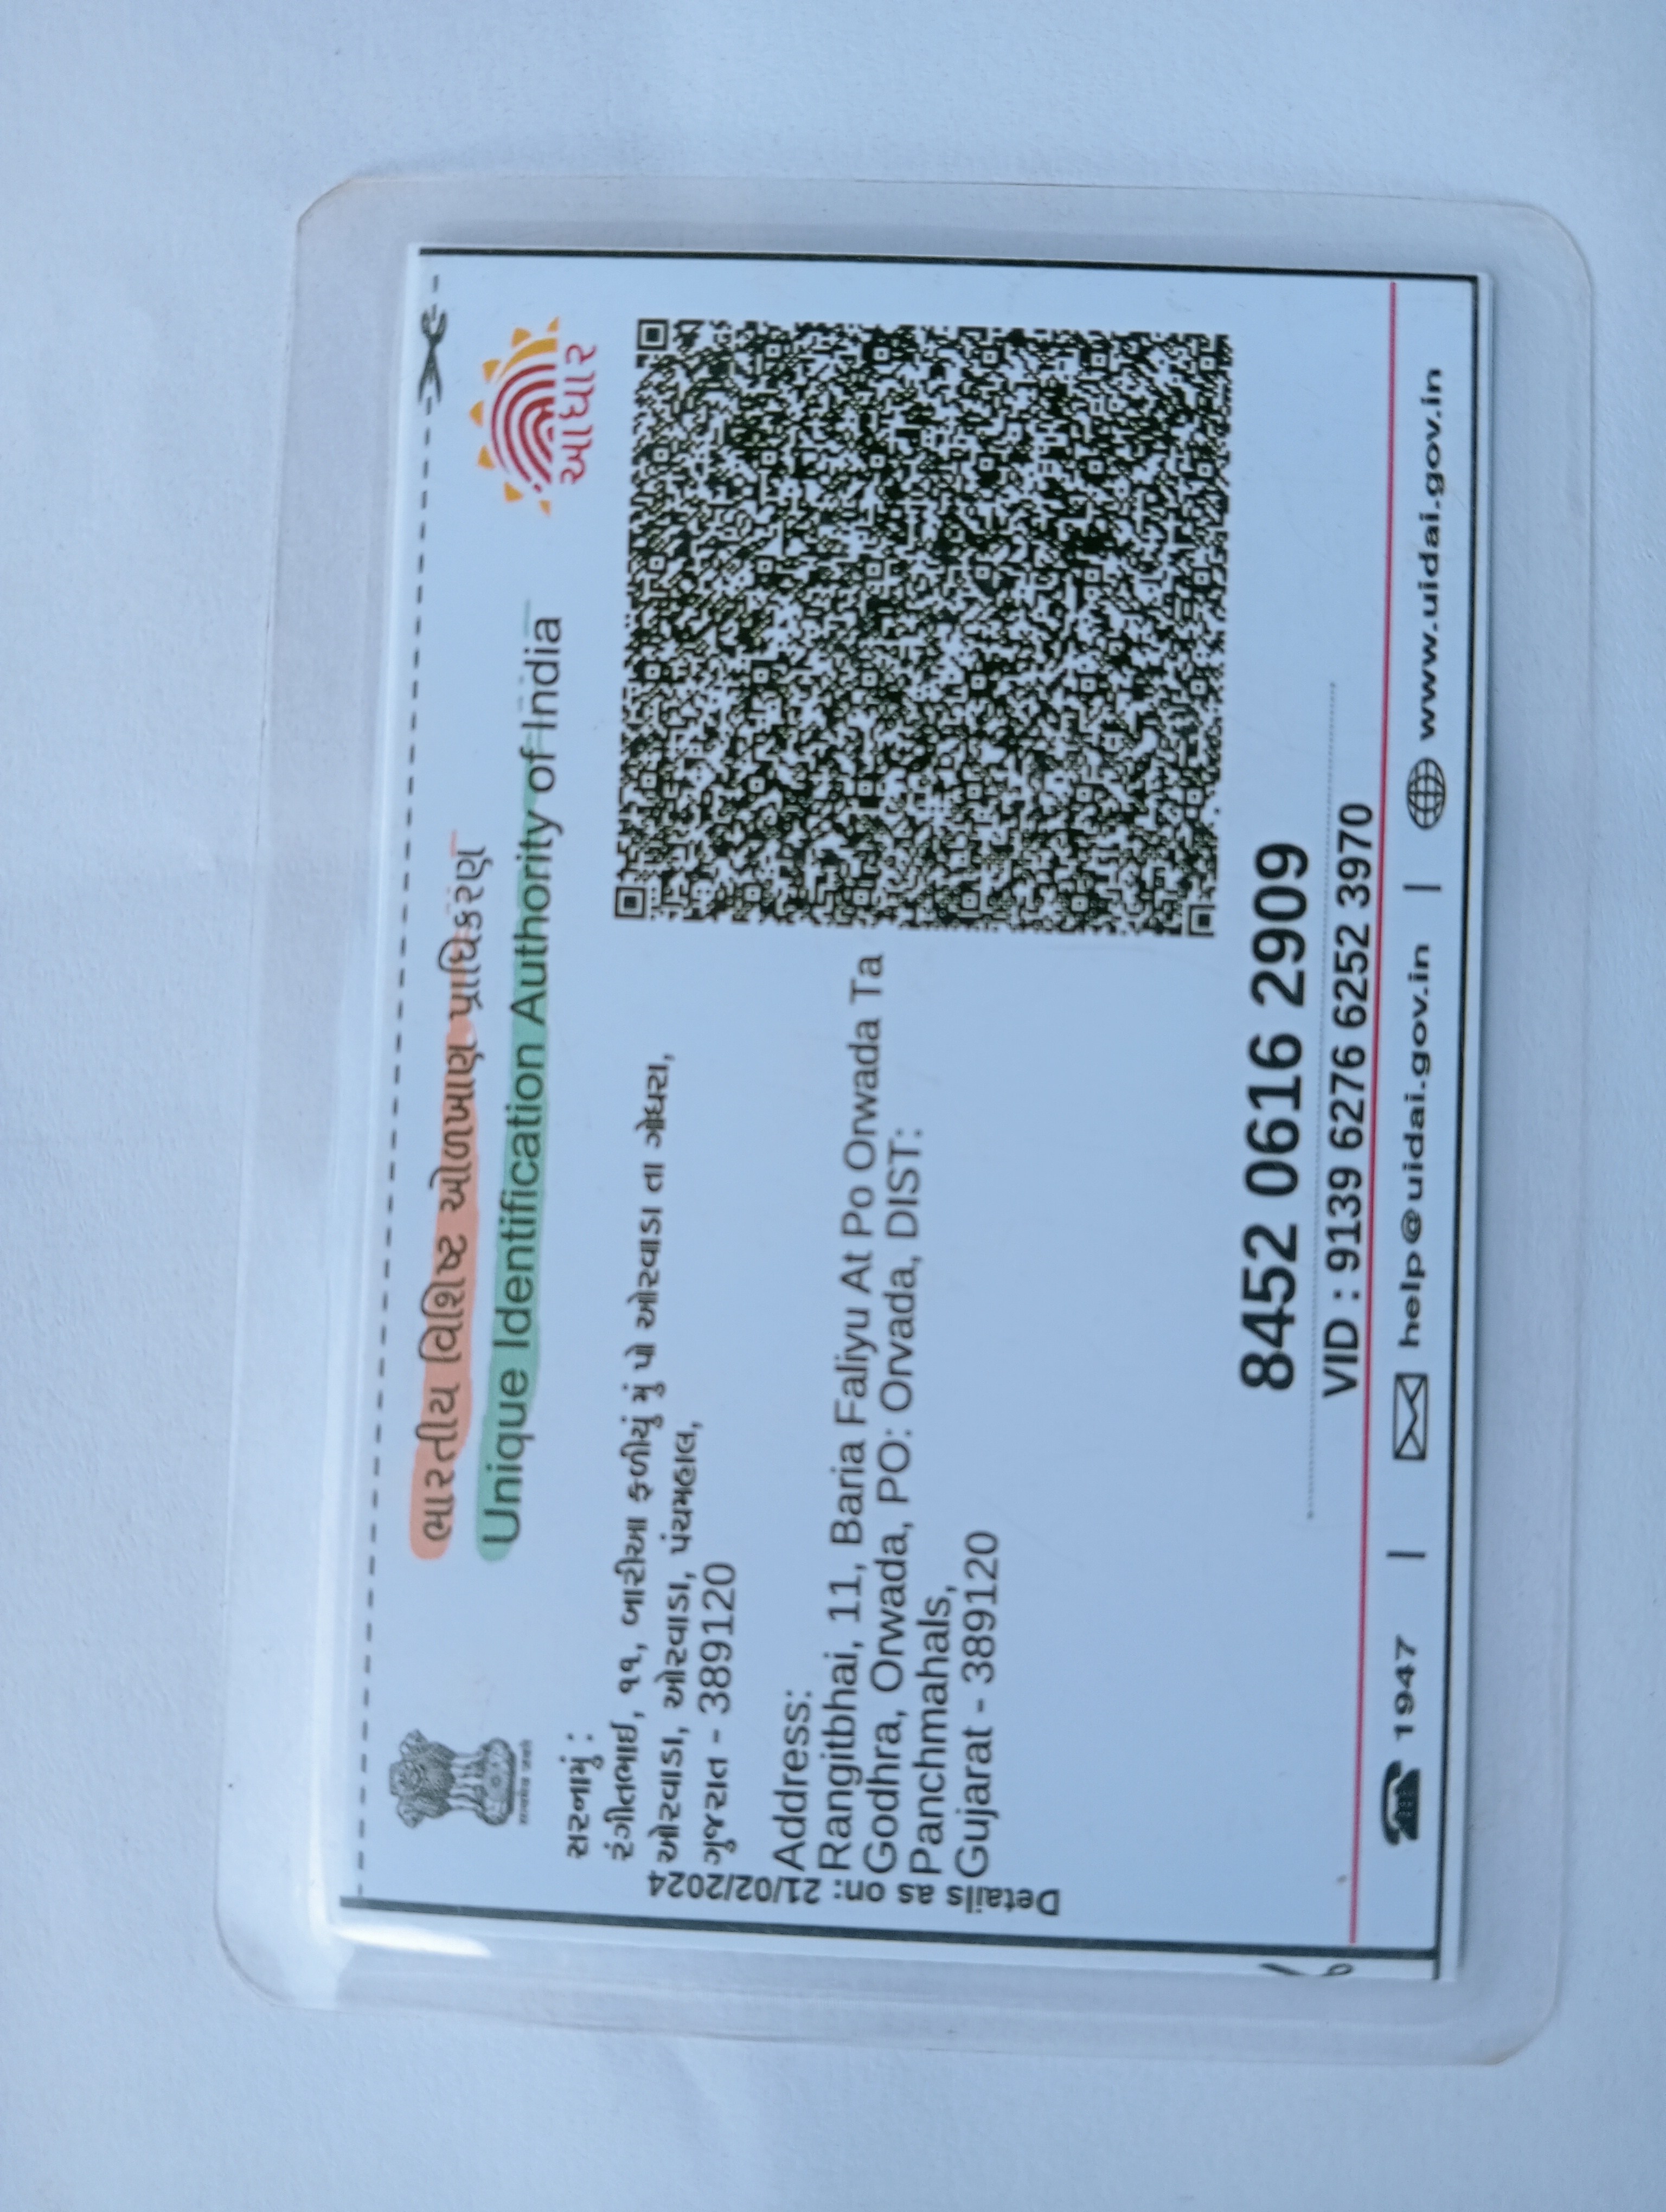 ભારતીય વિશિષ્ટ ઓળખાણ પ્રાધિકરણ
Unique Identification Authority of India
આધાર
સરનામું :
રંગીતભાઈ, ૧૧, બારીઆ ફળીયું મું પો ઓરવાડા તા ગોધરા,
ઓરવાડા, ઓરવાડા, પંચમહાલ,
ગુજરાત - 389120
Address:
Rangitbhai, 11, Baria Faliyu At Po Orwada Ta
Godhra, Orwada, PO: Orvada, DIST:
Panchmahals,
Gujarat - 389120
Details as on: 21/02/2024
8452 0616 2909
VID : 9139 6276 6252 3970
1947 | help@uidai.gov.in | www.uidai.gov.in